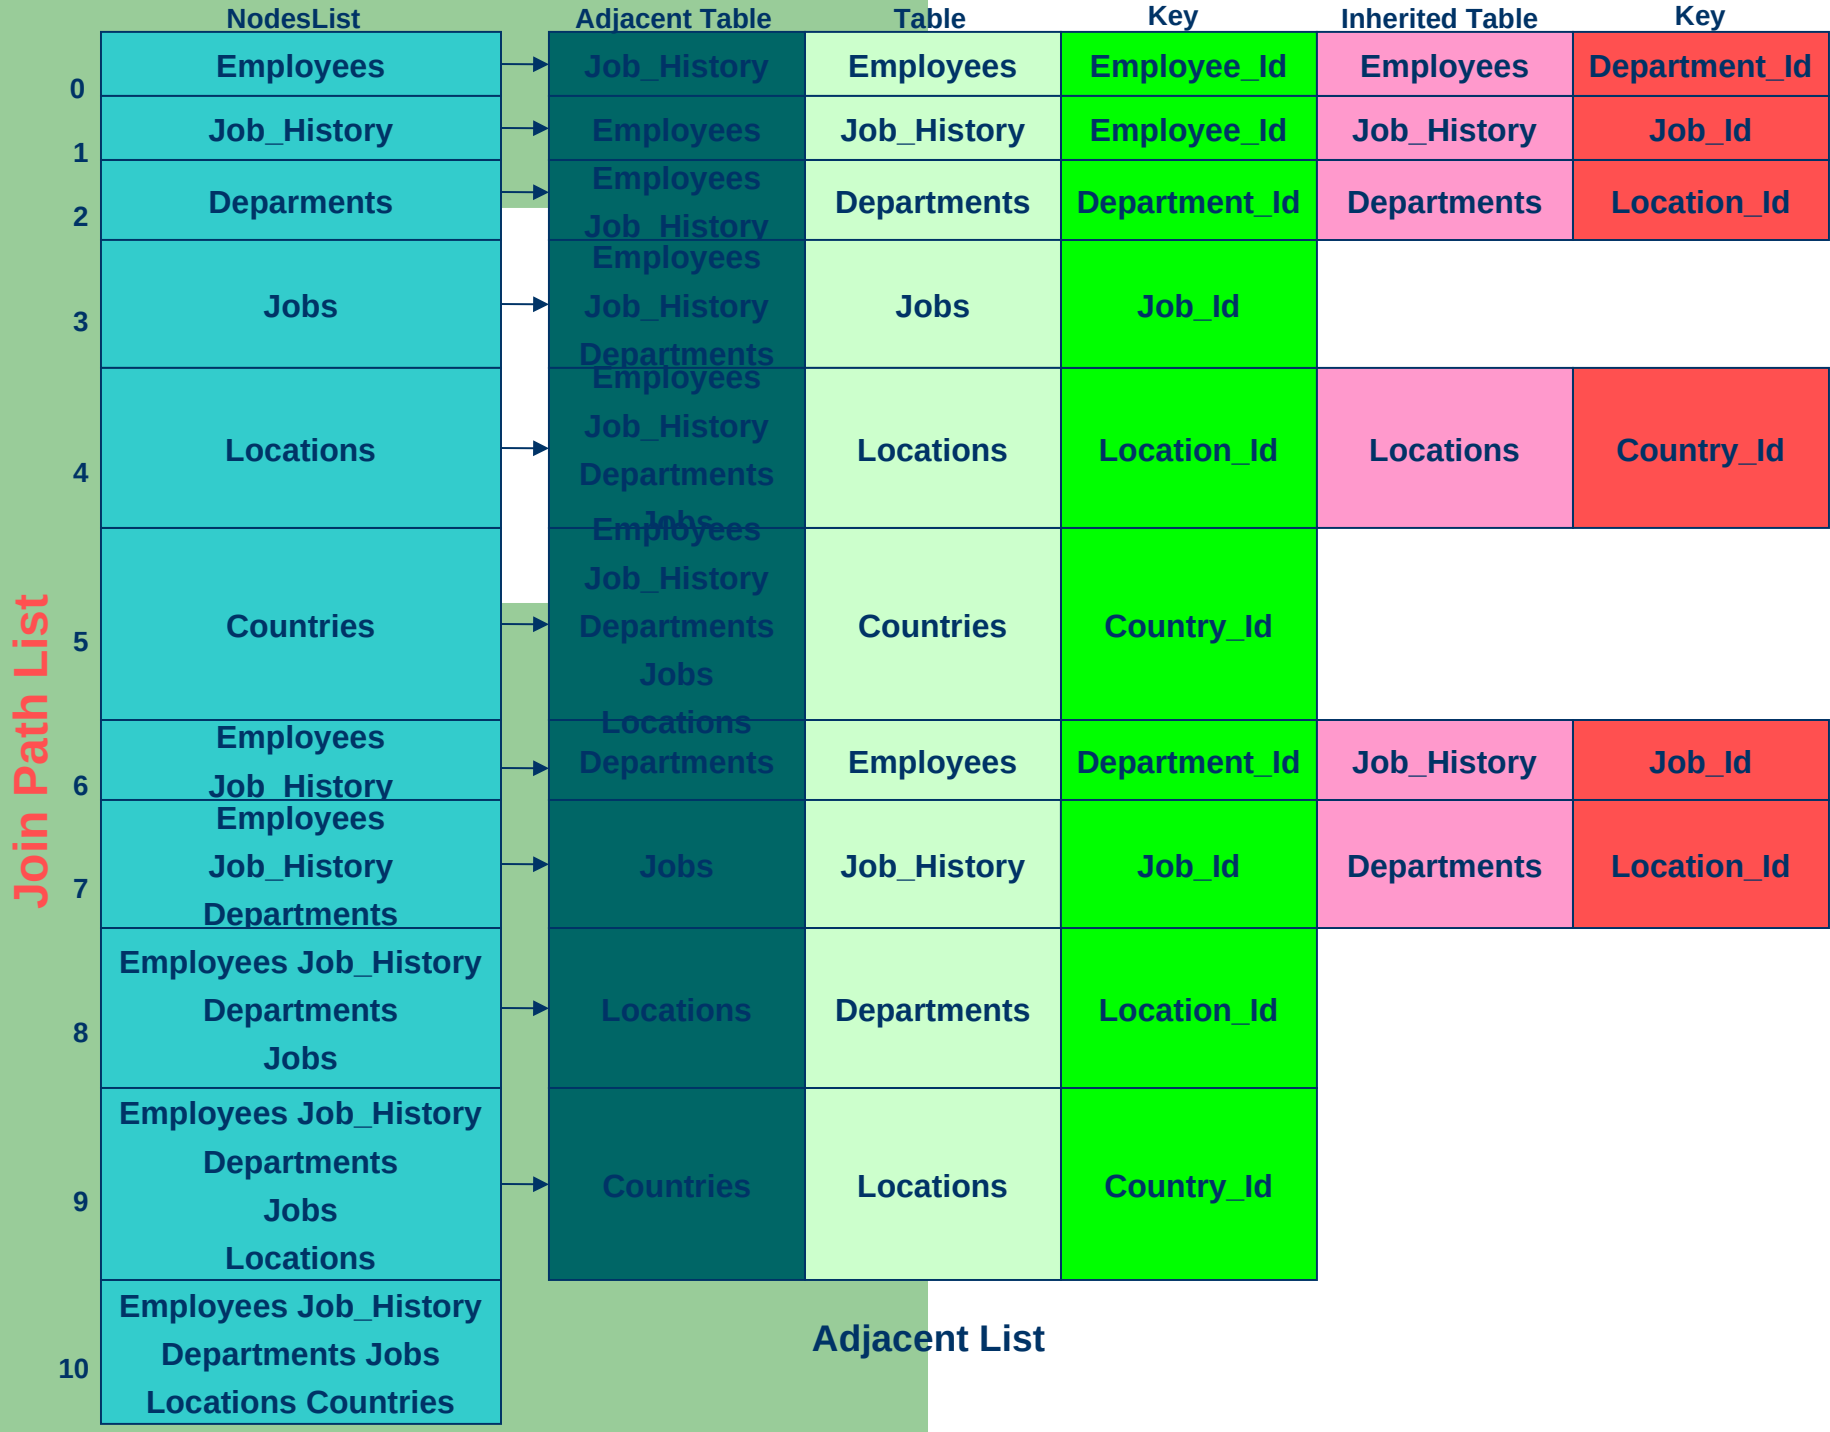 NodesList Adjacent Table Table Key Inherited Table Key
0 Employees Job_History Employees Employee_Id Employees Department_Id
1 Job_History Employees Job_History Employee_Id Job_History Job_Id
2 Deparments Employees
Job_History Departments Department_Id Departments Location_Id
3 Jobs Employees
Job_History
Departments Jobs Job_Id
4 Locations Employees
Job_History
Departments
Jobs Locations Location_Id Locations Country_Id
5 Countries Employees
Job_History
Departments
Jobs
Locations Countries Country_Id
6 Employees
Job_History Departments Employees Department_Id Job_History Job_Id
7 Employees
Job_History
Departments Jobs Job_History Job_Id Departments Location_Id
8 Employees Job_History
Departments
Jobs Locations Departments Location_Id
9 Employees Job_History
Departments
Jobs
Locations Countries Locations Country_Id
10 Employees Job_History
Departments Jobs
Locations Countries
Join Path List
Adjacent List